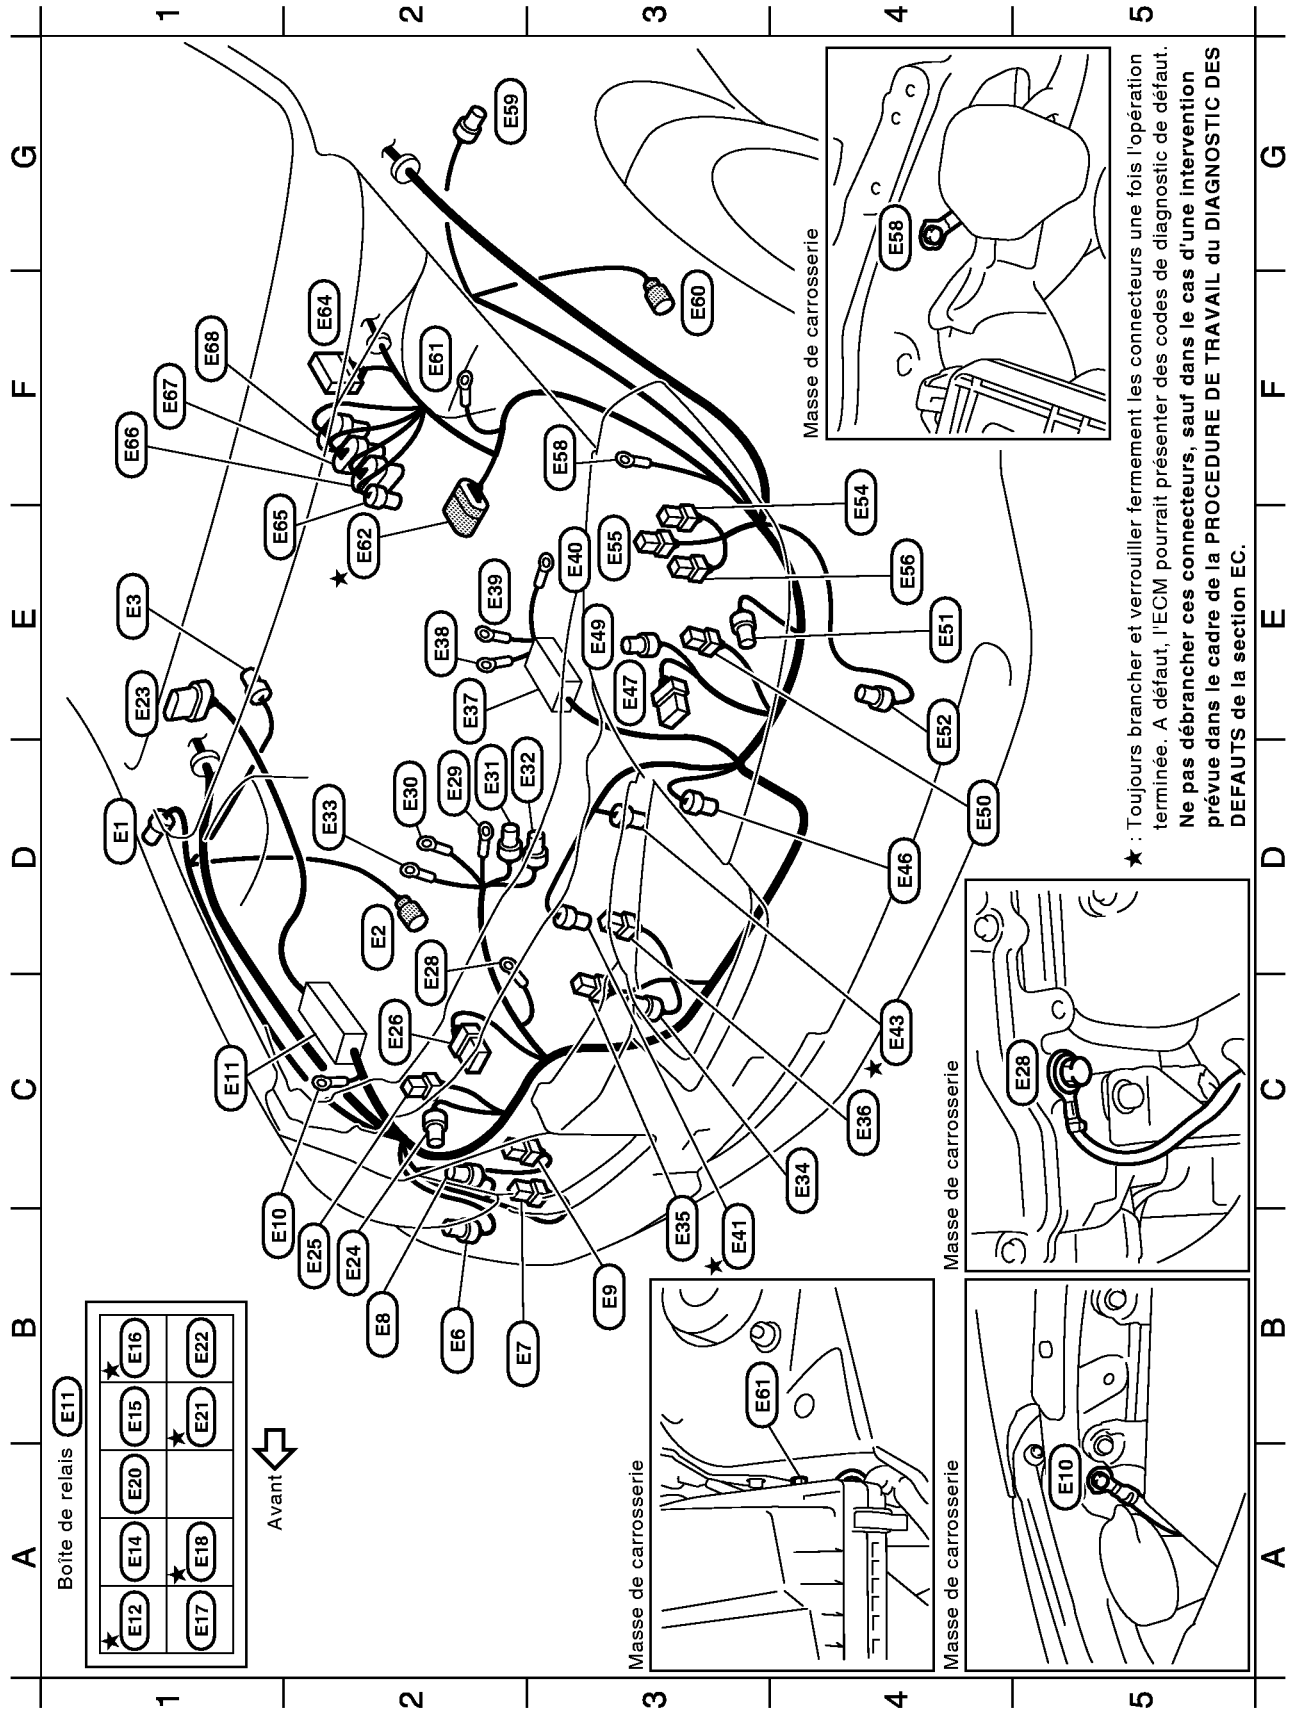 1
2
3
4
5
G
F
E
D
C
B
A
Boîte de relais E11
E12
E14
E20
E15
★ E16
E17
★ E18
★ E21
E22
★
Avant
E1
E3
E23
E66
E67
E68
E65
E64
★ E62
E61
E59
E60
E2
E33
E30
E29
E31
E32
E37
E38
E39
E40
E58
E55
E54
E56
E49
E47
E51
E52
E50
E46
E28
E26
E11
E10
E25
E24
E8
E6
E7
E9
E35
★ E41
E34
E36
★ E43
Masse de carrosserie
E58
Masse de carrosserie
E28
Masse de carrosserie
E61
Masse de carrosserie
E10
★ : Toujours brancher et verrouiller fermement les connecteurs une fois l'opération
terminée. A défaut, l'ECM pourrait présenter des codes de diagnostic de défaut.
Ne pas débrancher ces connecteurs, sauf dans le cas d'une intervention
prévue dans le cadre de la PROCEDURE DE TRAVAIL du DIAGNOSTIC DES
DEFAUTS de la section EC.
A
B
C
D
E
F
G
1
2
3
4
5